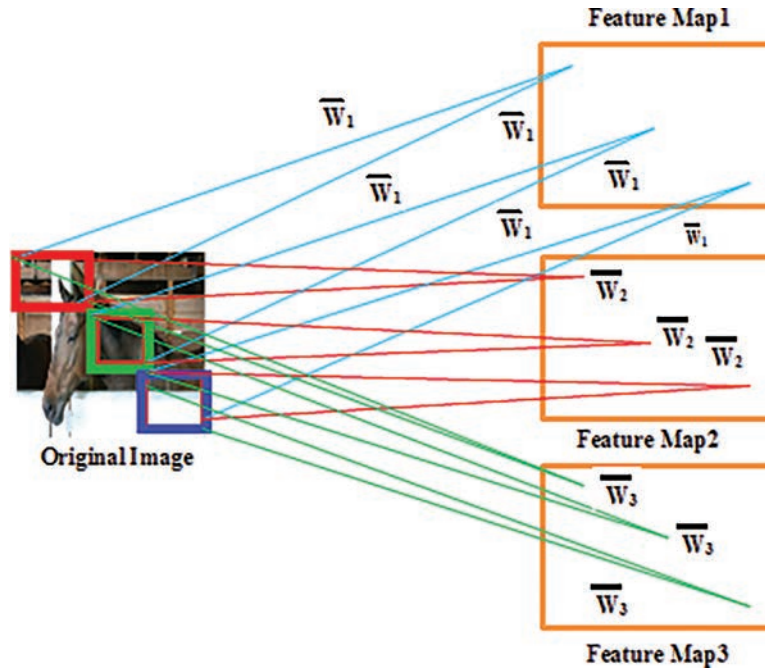 Feature Map1
W̅₁
W̅₁
W̅₁
W̅₁
W̅₁
W̅₁
W̅₂
W̅₂
W̅₂
Original Image
Feature Map2
W̅₃
W̅₃
W̅₃
Feature Map3